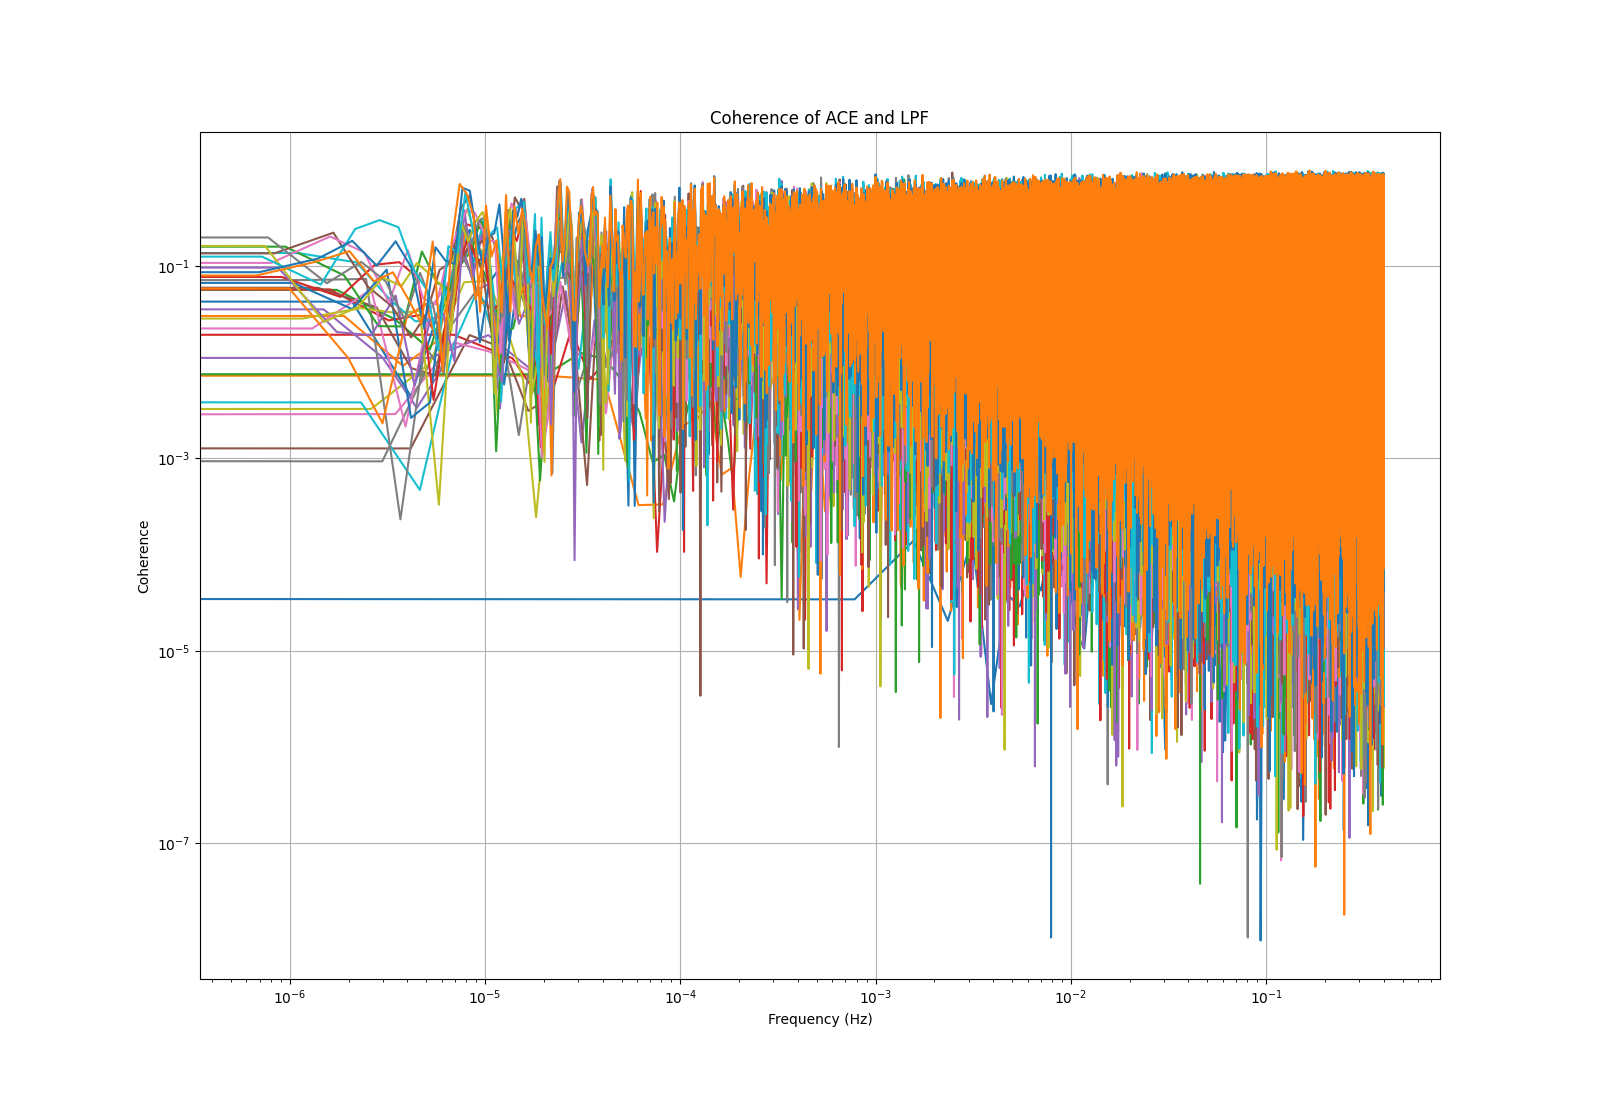 Coherence of ACE and LPF
Coherence
10⁻¹
10⁻³
10⁻⁵
10⁻⁷
10⁻⁶ 10⁻⁵ 10⁻⁴ 10⁻³ 10⁻² 10⁻¹
Frequency (Hz)